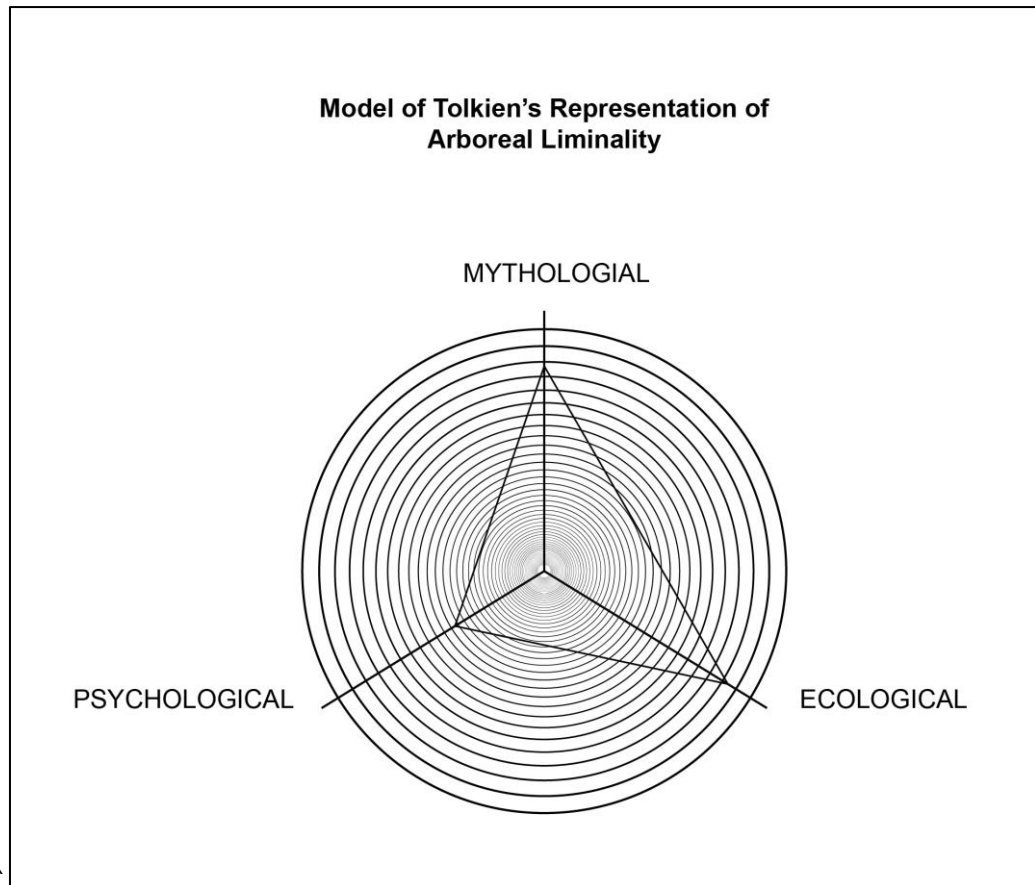 Model of Tolkien's Representation of
Arboreal Liminality
MYTHOLOGIAL
PSYCHOLOGICAL
ECOLOGICAL